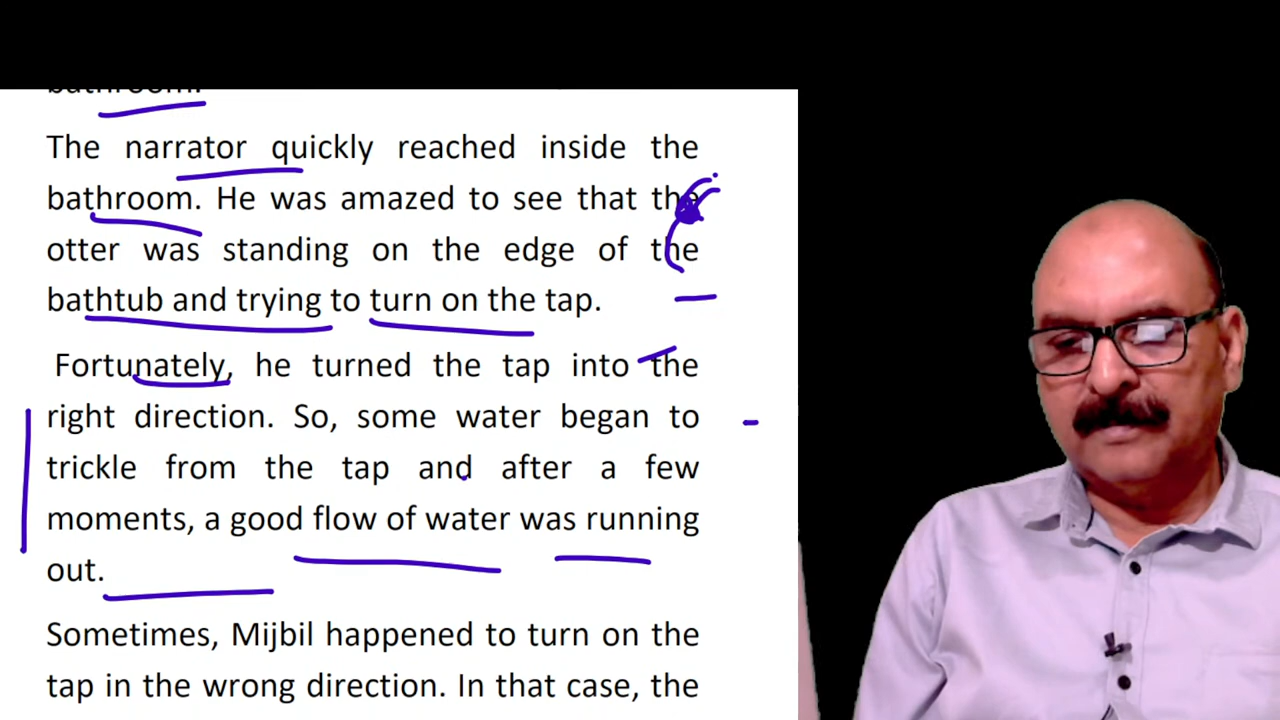 bathroom.
The narrator quickly reached inside the
bathroom. He was amazed to see that the
otter was standing on the edge of the
bathtub and trying to turn on the tap.
Fortunately, he turned the tap into the
right direction. So, some water began to
trickle from the tap and after a few
moments, a good flow of water was running
out.
Sometimes, Mijbil happened to turn on the
tap in the wrong direction. In that case, the